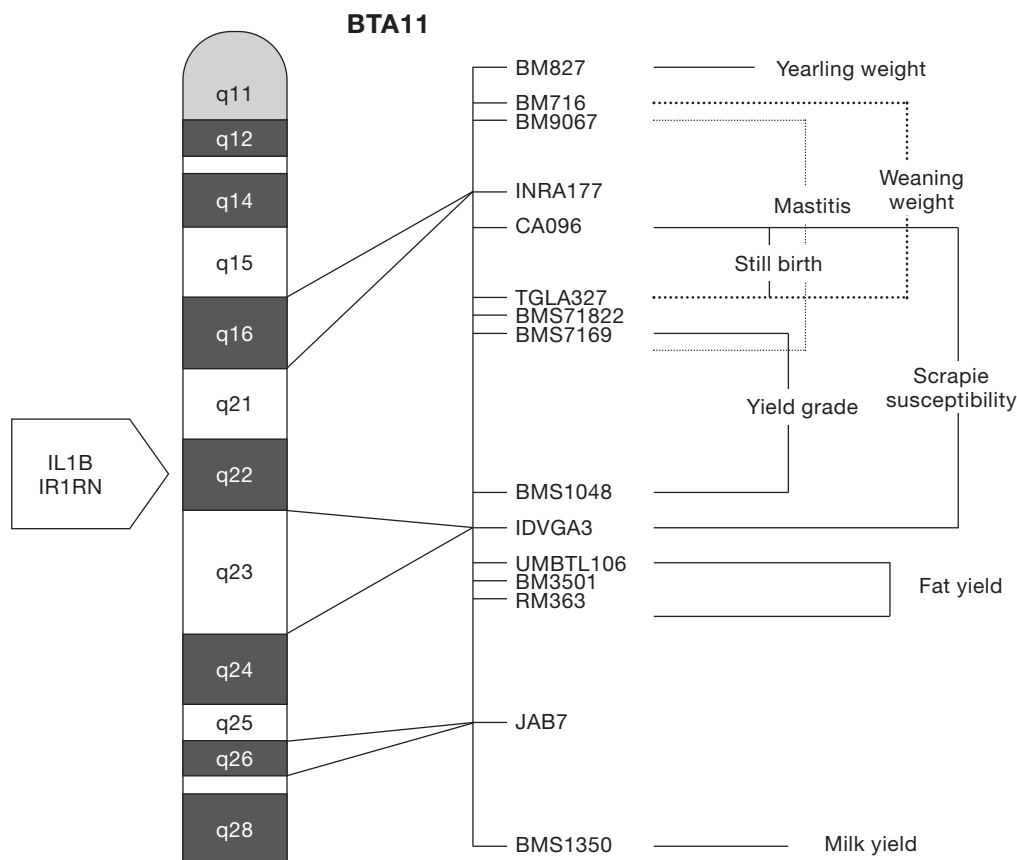 BTA11
q11
q12
q14
q15
q16
q21
q22
q23
q24
q25
q26
q28
IL1B
IR1RN
BM827
BM716
BM9067
INRA177
CA096
TGLA327
BMS71822
BMS7169
BMS1048
IDVGA3
UMBTL106
BM3501
RM363
JAB7
BMS1350
Yearling weight
Weaning
weight
Mastitis
Still birth
Scrapie
susceptibility
Yield grade
Fat yield
Milk yield